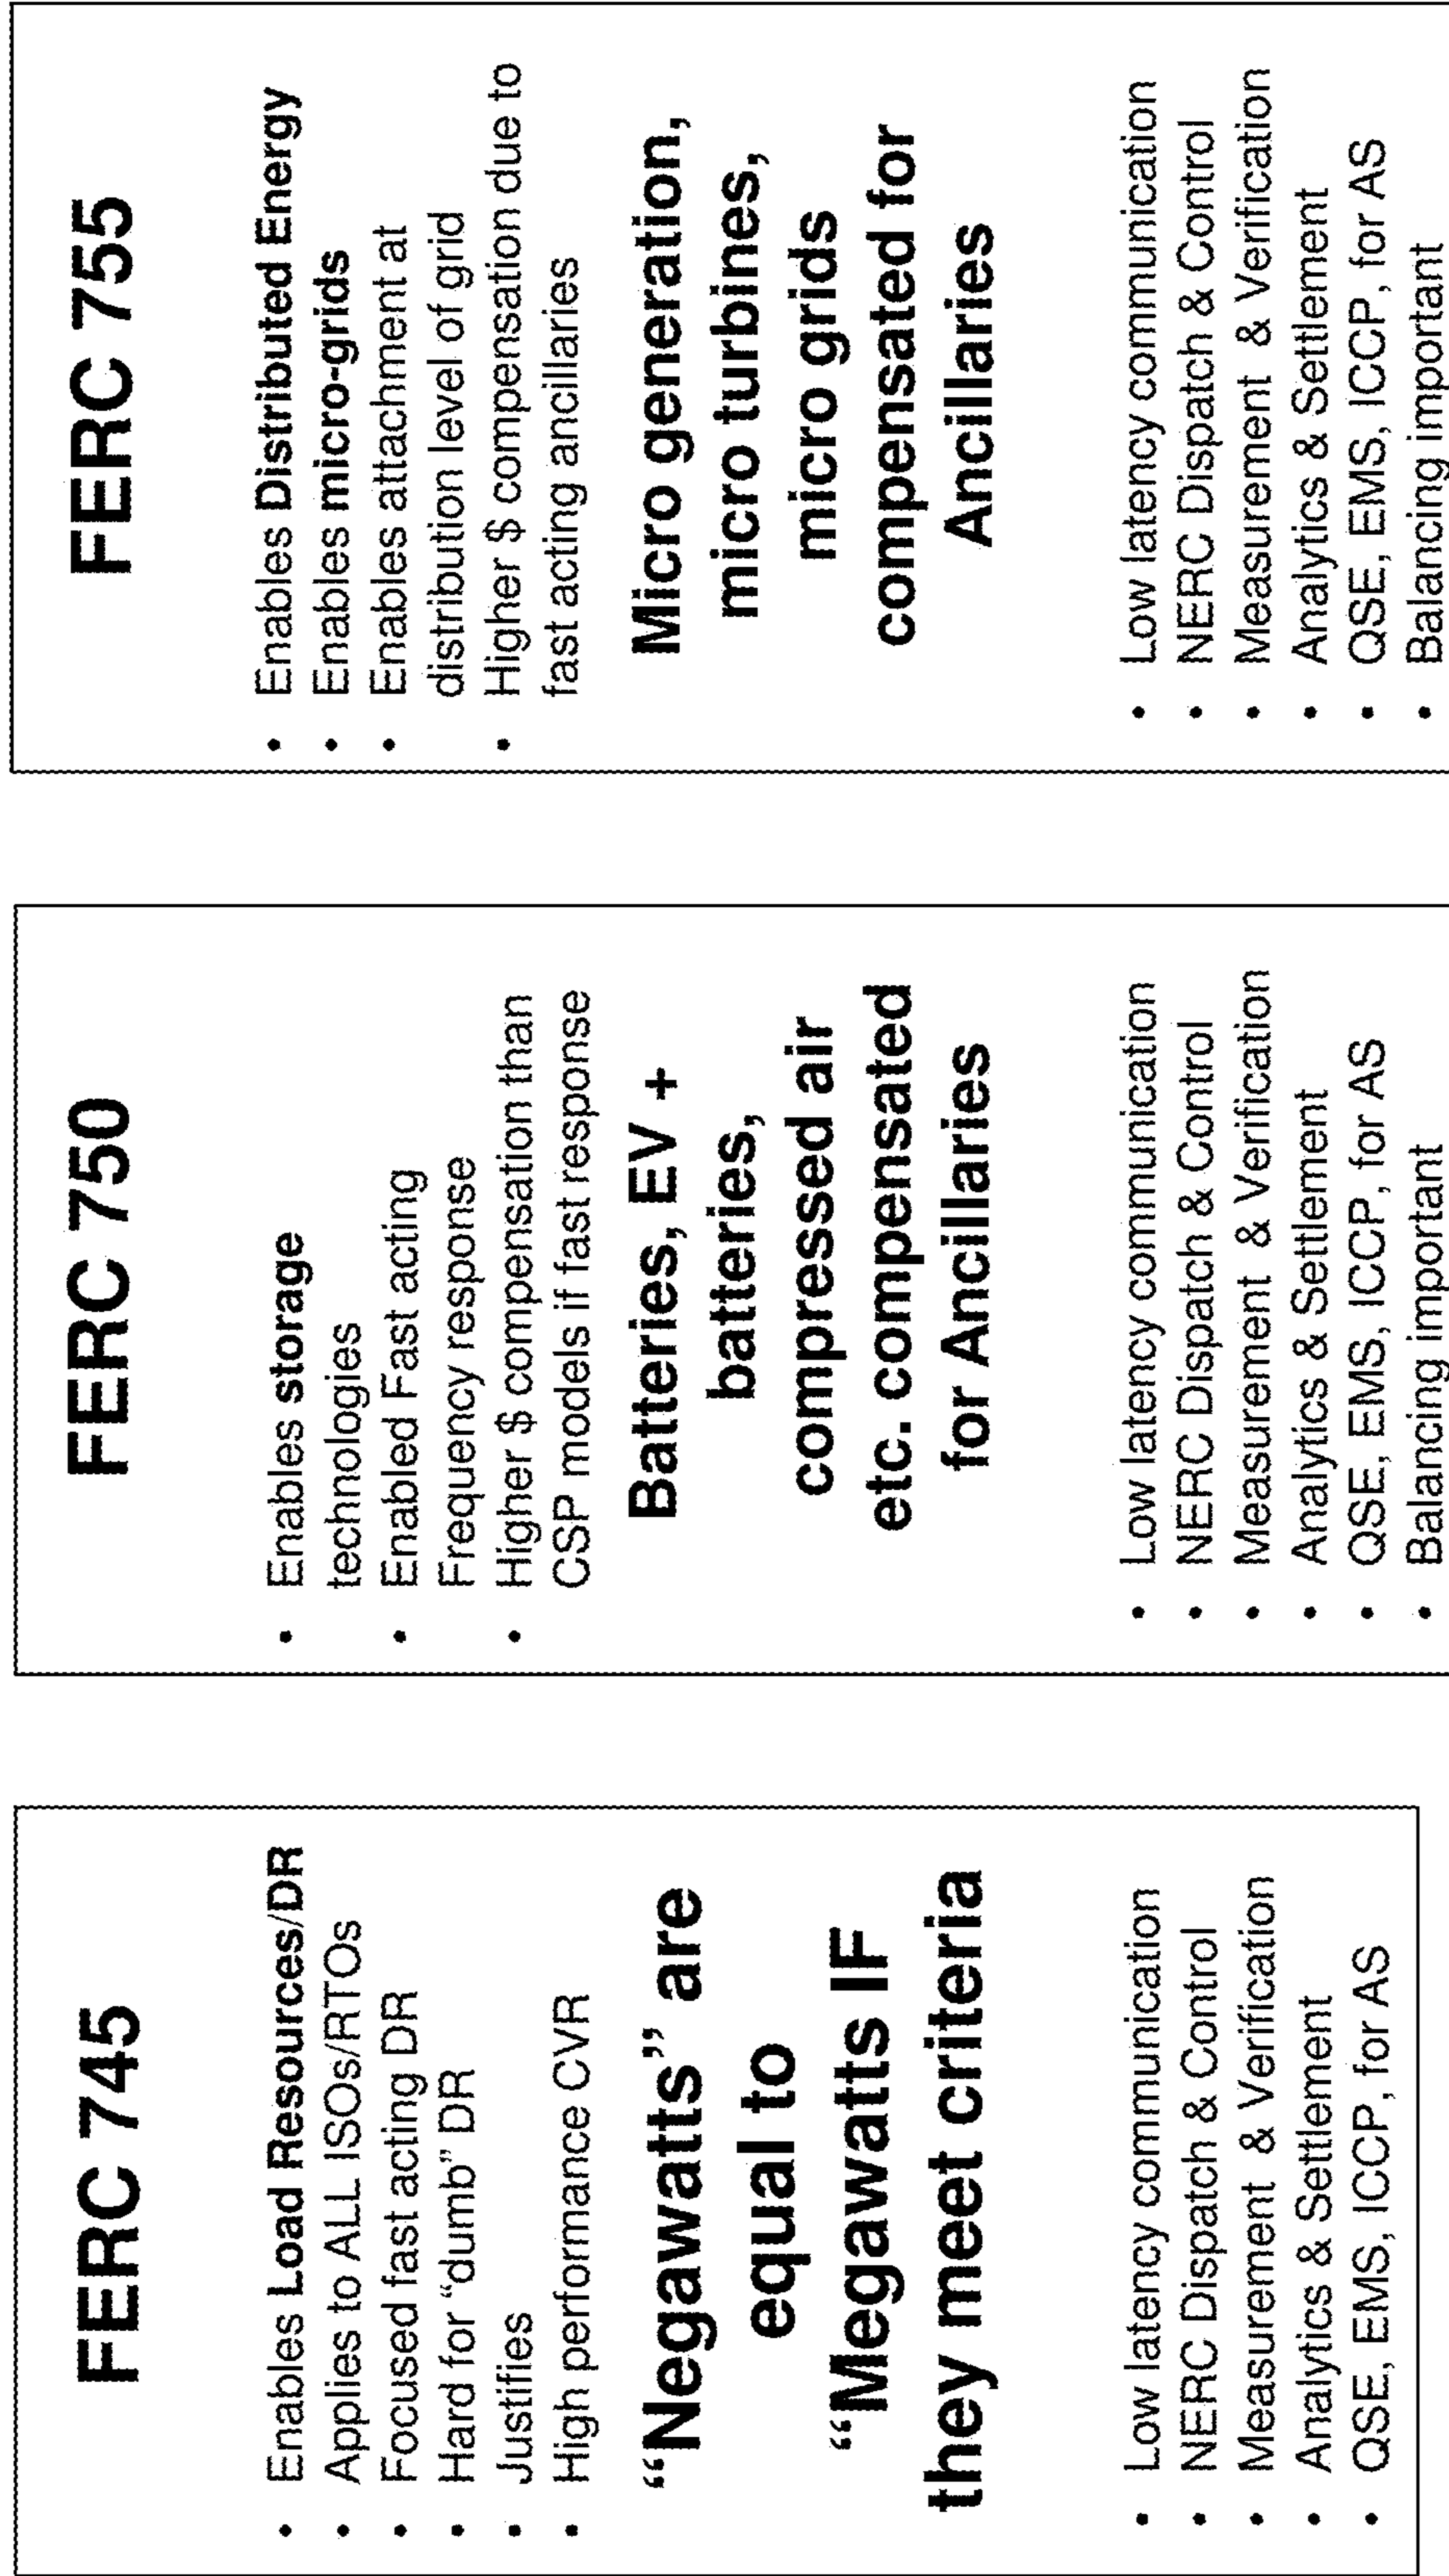 FERC 745
• Enables Load Resources/DR
• Applies to ALL ISOs/RTOs
• Focused fast acting DR
• Hard for “dumb” DR
• Justifies
• High performance CVR
“Negawatts” are
equal to
“Megawatts IF
they meet criteria
• Low latency communication
• NERC Dispatch & Control
• Measurement & Verification
• Analytics & Settlement
• QSE, EMS, ICCP, for AS
FERC 750
• Enables storage
technologies
• Enabled Fast acting
Frequency response
• Higher $ compensation than
CSP models if fast response
Batteries, EV +
batteries,
compressed air
etc. compensated
for Ancillaries
• Low latency communication
• NERC Dispatch & Control
• Measurement & Verification
• Analytics & Settlement
• QSE, EMS, ICCP, for AS
• Balancing important
FERC 755
• Enables Distributed Energy
• Enables micro-grids
• Enables attachment at
distribution level of grid
• Higher $ compensation due to
fast acting ancillaries
Micro generation,
micro turbines,
micro grids
compensated for
Ancillaries
• Low latency communication
• NERC Dispatch & Control
• Measurement & Verification
• Analytics & Settlement
• QSE, EMS, ICCP, for AS
• Balancing important